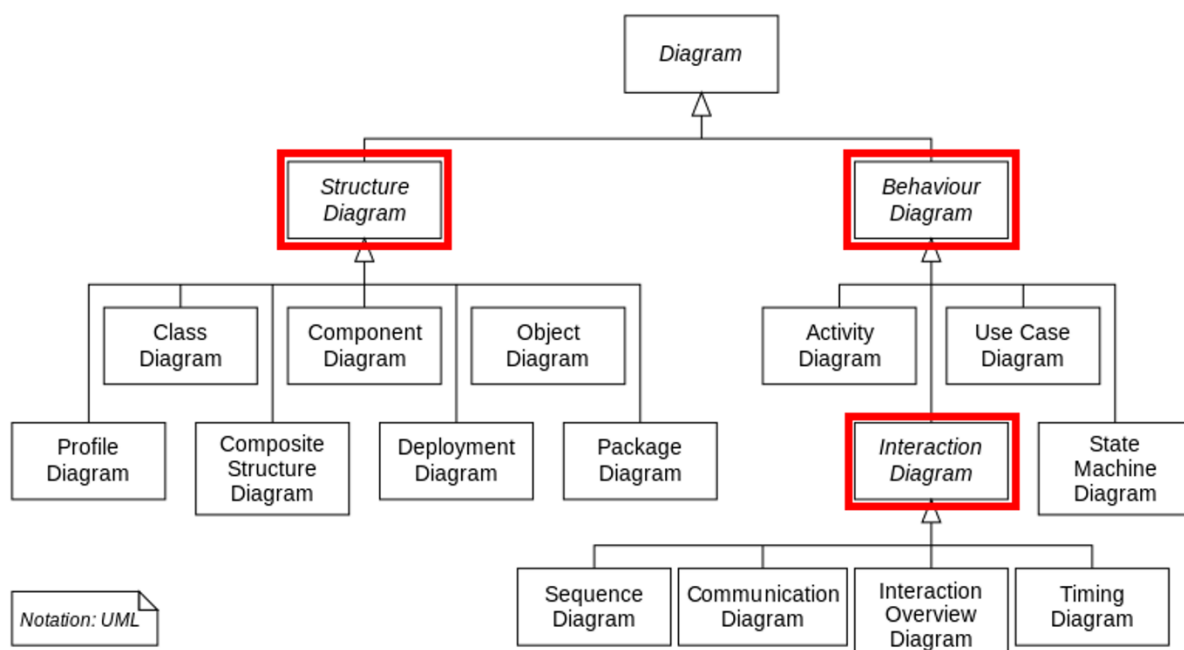 Diagram
Structure
Diagram
Behaviour
Diagram
Class
Diagram
Component
Diagram
Object
Diagram
Activity
Diagram
Use Case
Diagram
Profile
Diagram
Composite
Structure
Diagram
Deployment
Diagram
Package
Diagram
Interaction
Diagram
State
Machine
Diagram
Sequence
Diagram
Communication
Diagram
Interaction
Overview
Diagram
Timing
Diagram
Notation: UML